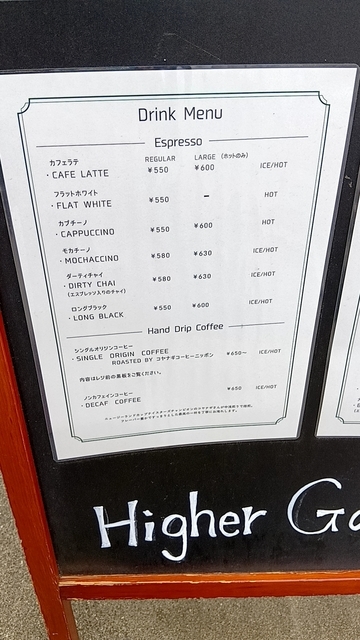 Drink Menu
Espresso
REGULAR LARGE (ホットのみ)
カフェラテ
・CAFE LATTE ¥550 ¥600 ICE/HOT
フラットホワイト
・FLAT WHITE ¥550 – HOT
カプチーノ
・CAPPUCCINO ¥550 ¥600 HOT
モカチーノ
・MOCHACCINO ¥580 ¥630 ICE/HOT
ダーティチャイ
・DIRTY CHAI ¥580 ¥630 ICE/HOT
(エスプレッソ入りのチャイ)
ロングブラック
・LONG BLACK ¥550 ¥600 ICE/HOT
Hand Drip Coffee
シングルオリジンコーヒー
・SINGLE ORIGIN COFFEE ¥650〜 ICE/HOT
ROASTED BY コヤナギコーヒーニッポン
内容はレジ前の黒板をご覧ください。
ノンカフェインコーヒー
・DECAF COFFEE ¥650 ICE/HOT
Higher